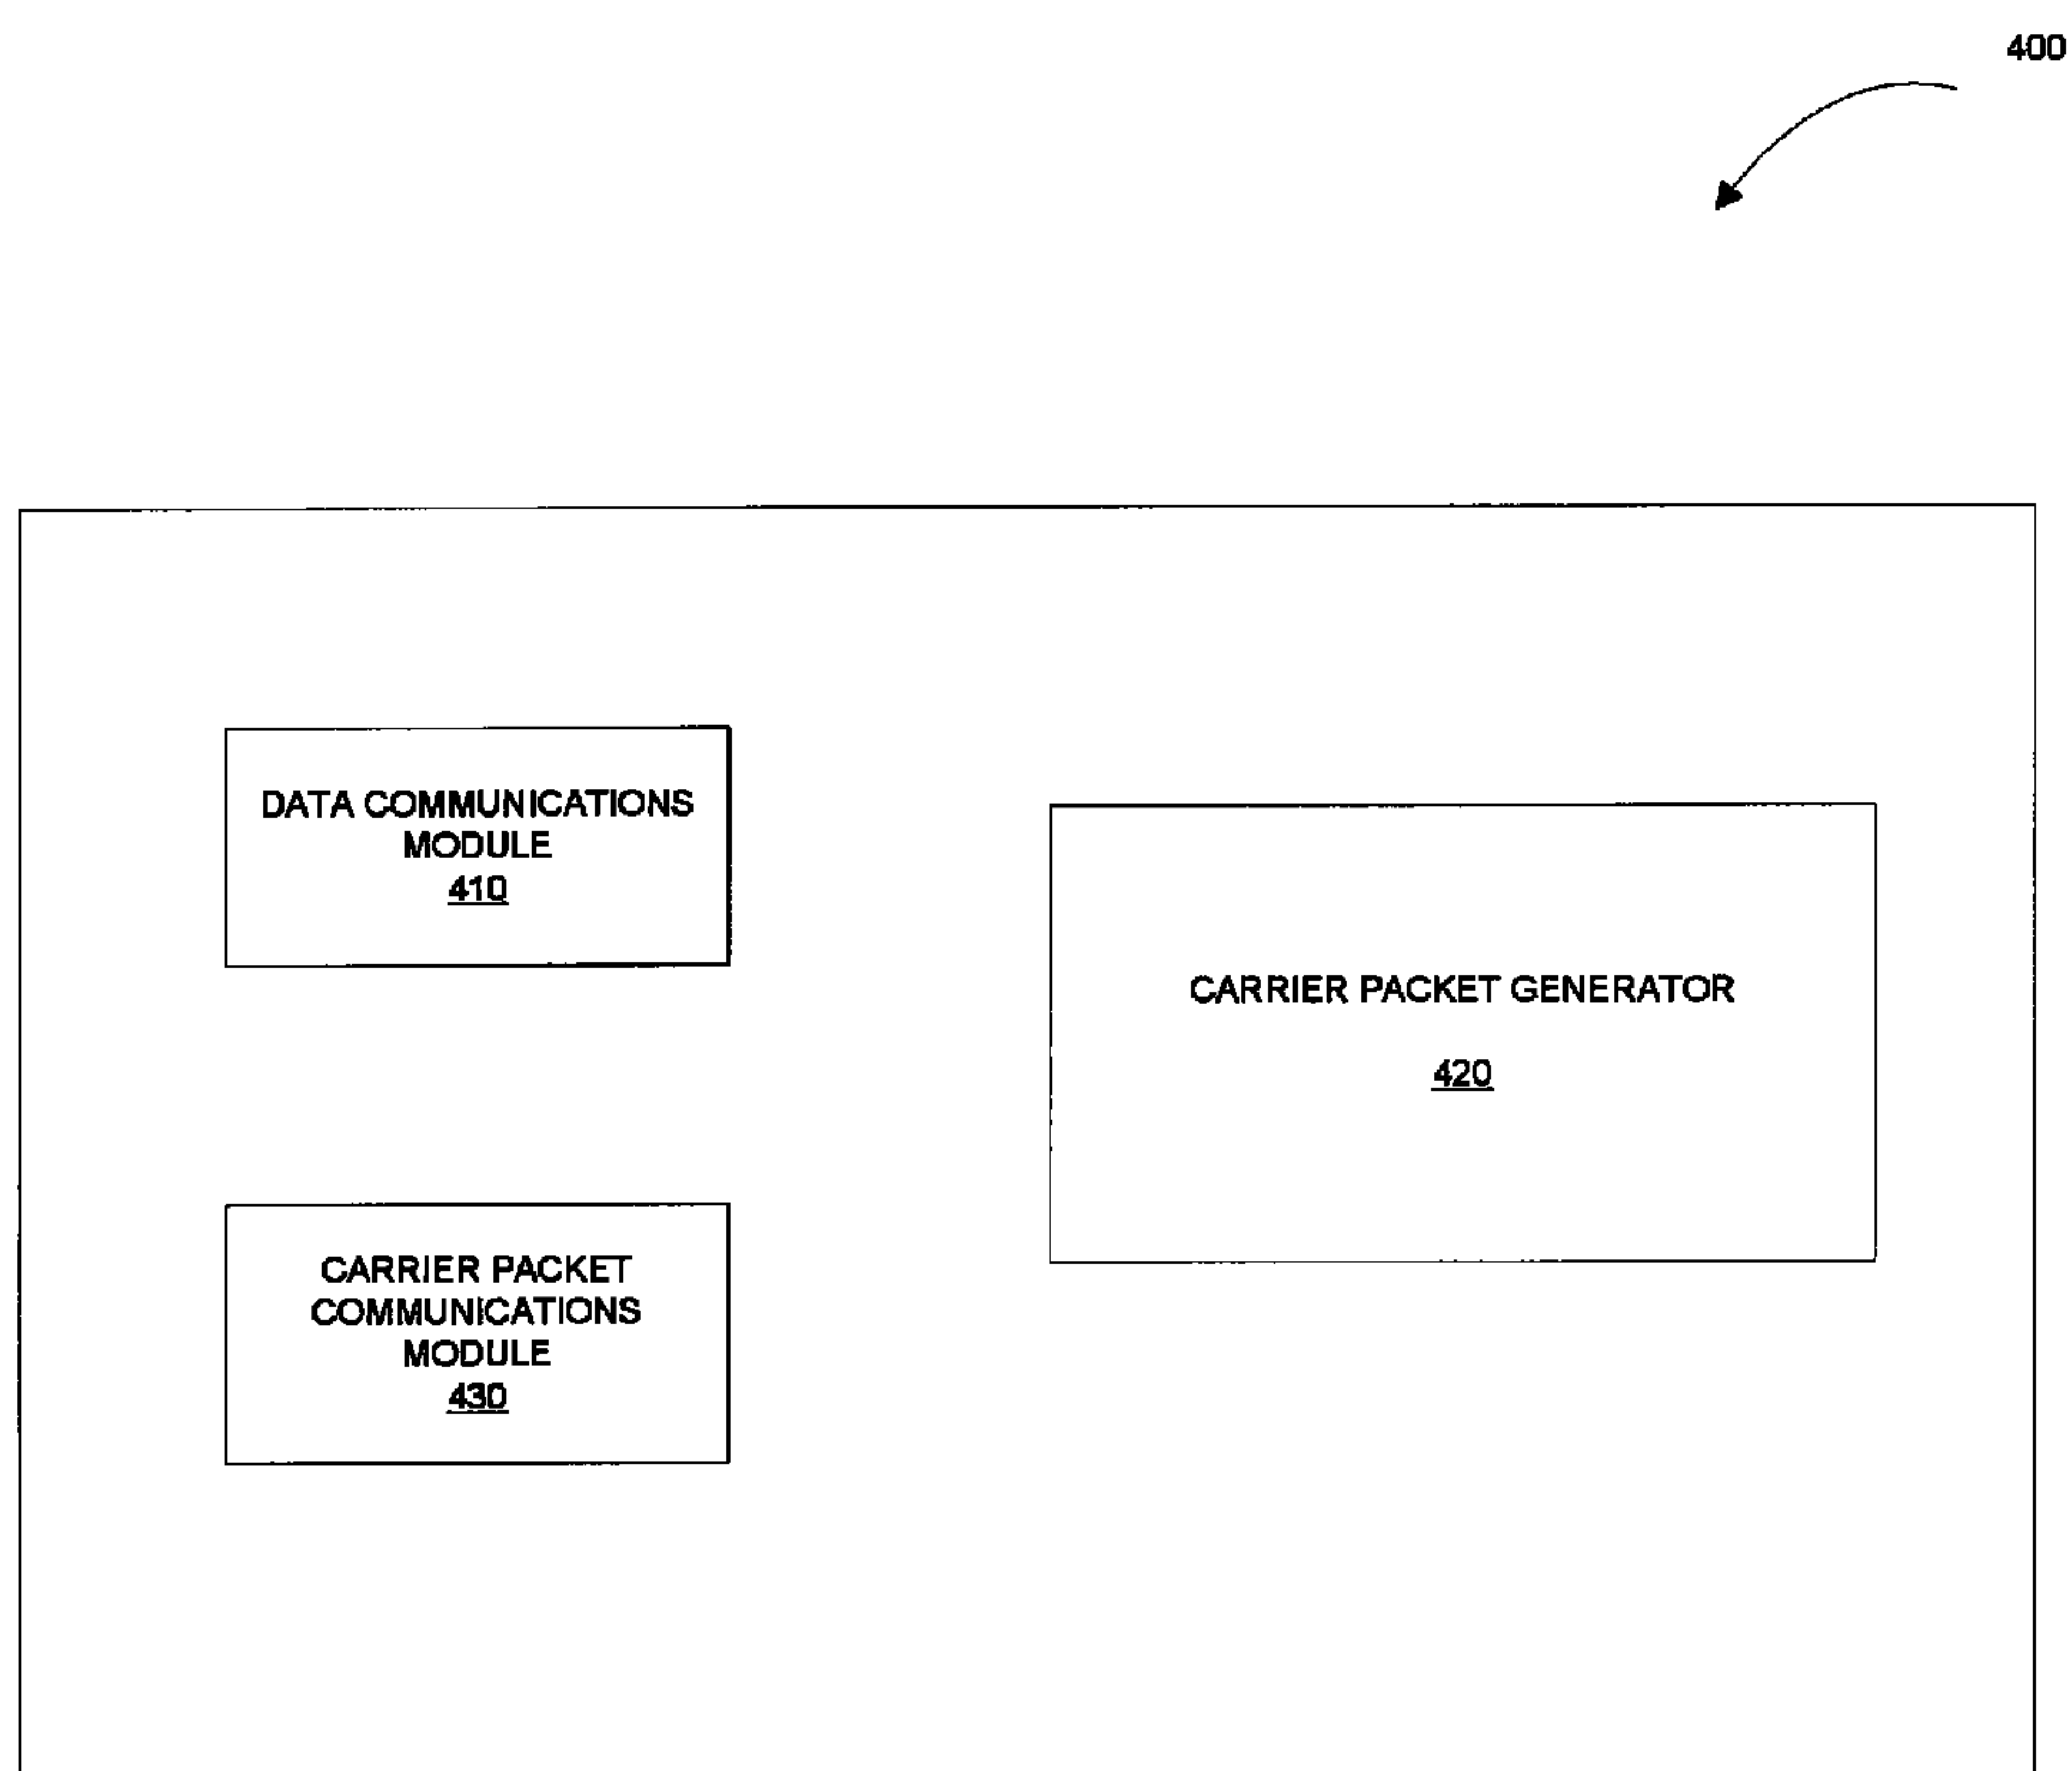 400
DATA COMMUNICATIONS
MODULE
410
CARRIER PACKET GENERATOR
420
CARRIER PACKET
COMMUNICATIONS
MODULE
430